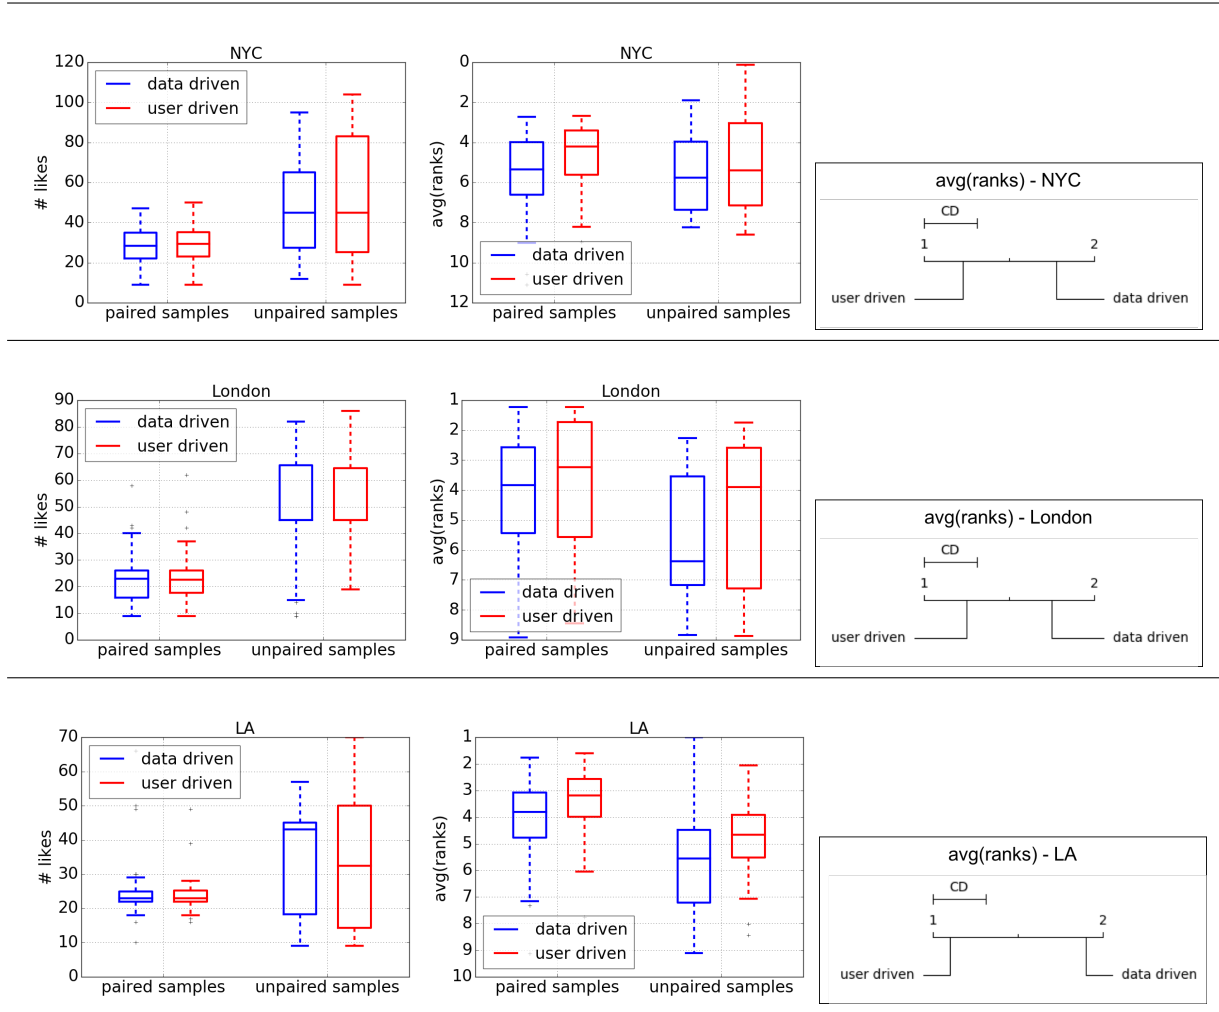 NYC
120
100
80
60
40
20
0
# likes
data driven
user driven
paired samples unpaired samples
NYC
0
2
4
6
8
10
12
avg(ranks)
data driven
user driven
paired samples unpaired samples
avg(ranks) - NYC
CD
1 2
user driven data driven
London
90
80
70
60
50
40
30
20
10
0
# likes
data driven
user driven
paired samples unpaired samples
London
1
2
3
4
5
6
7
8
9
avg(ranks)
data driven
user driven
paired samples unpaired samples
avg(ranks) - London
CD
1 2
user driven data driven
LA
70
60
50
40
30
20
10
0
# likes
data driven
user driven
paired samples unpaired samples
LA
1
2
3
4
5
6
7
8
9
10
avg(ranks)
data driven
user driven
paired samples unpaired samples
avg(ranks) - LA
CD
1 2
user driven data driven